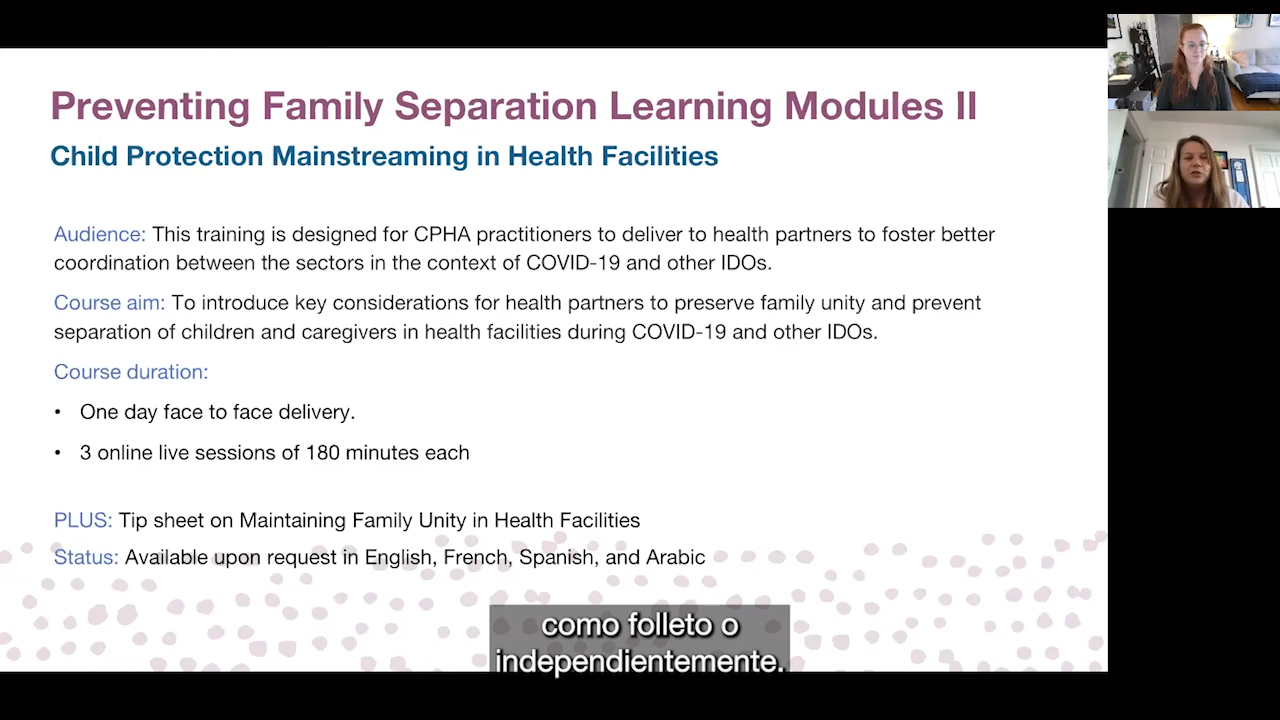 Preventing Family Separation Learning Modules II
Child Protection Mainstreaming in Health Facilities
Audience: This training is designed for CPHA practitioners to deliver to health partners to foster better
coordination between the sectors in the context of COVID-19 and other IDOs.
Course aim: To introduce key considerations for health partners to preserve family unity and prevent
separation of children and caregivers in health facilities during COVID-19 and other IDOs.
Course duration:
• One day face to face delivery.
• 3 online live sessions of 180 minutes each
PLUS: Tip sheet on Maintaining Family Unity in Health Facilities
Status: Available upon request in English, French, Spanish, and Arabic
como folleto o
independientemente.